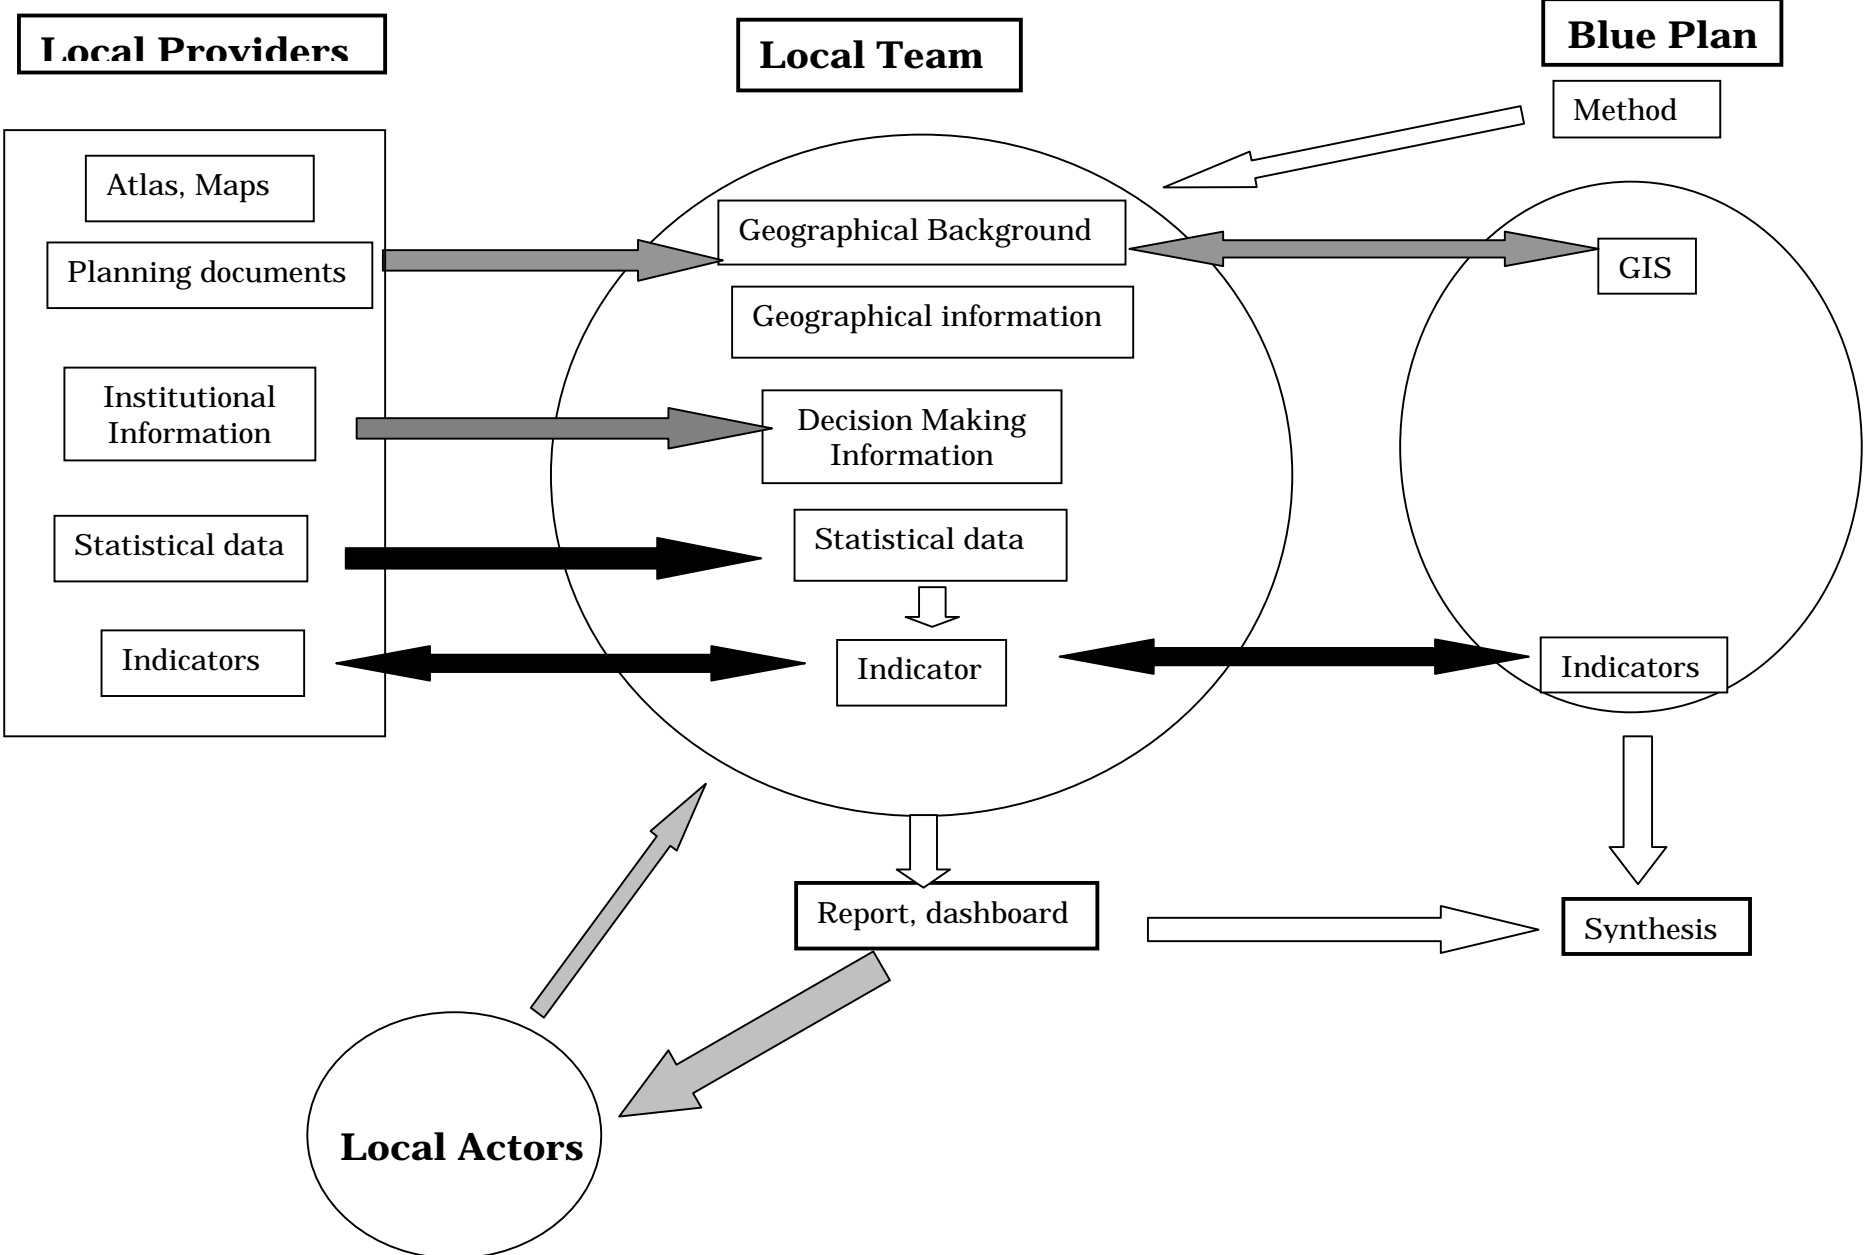 Local Providers
Local Team
Blue Plan
Method
Atlas, Maps
Planning documents
Institutional
Information
Statistical data
Indicators
Geographical Background
Geographical information
Decision Making
Information
Statistical data
Indicator
GIS
Indicators
Report, dashboard
Synthesis
Local Actors